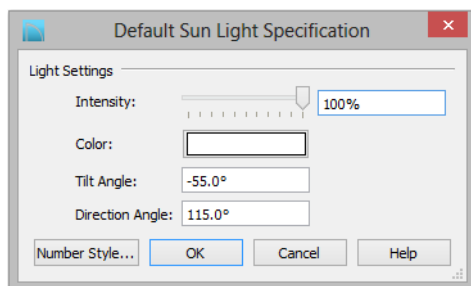 Default Sun Light Specification
Light Settings
Intensity: 100%
Color:
Tilt Angle: -55.0°
Direction Angle: 115.0°
Number Style... OK Cancel Help